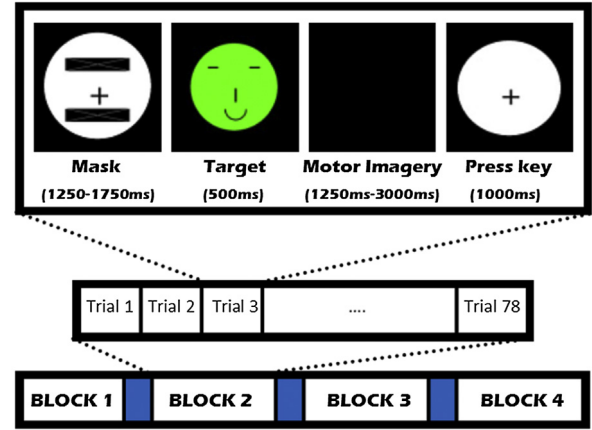 Mask Target Motor Imagery Press key
(1250-1750ms) (500ms) (1250ms-3000ms) (1000ms)
Trial 1 Trial 2 Trial 3 .... Trial 78
BLOCK 1 BLOCK 2 BLOCK 3 BLOCK 4